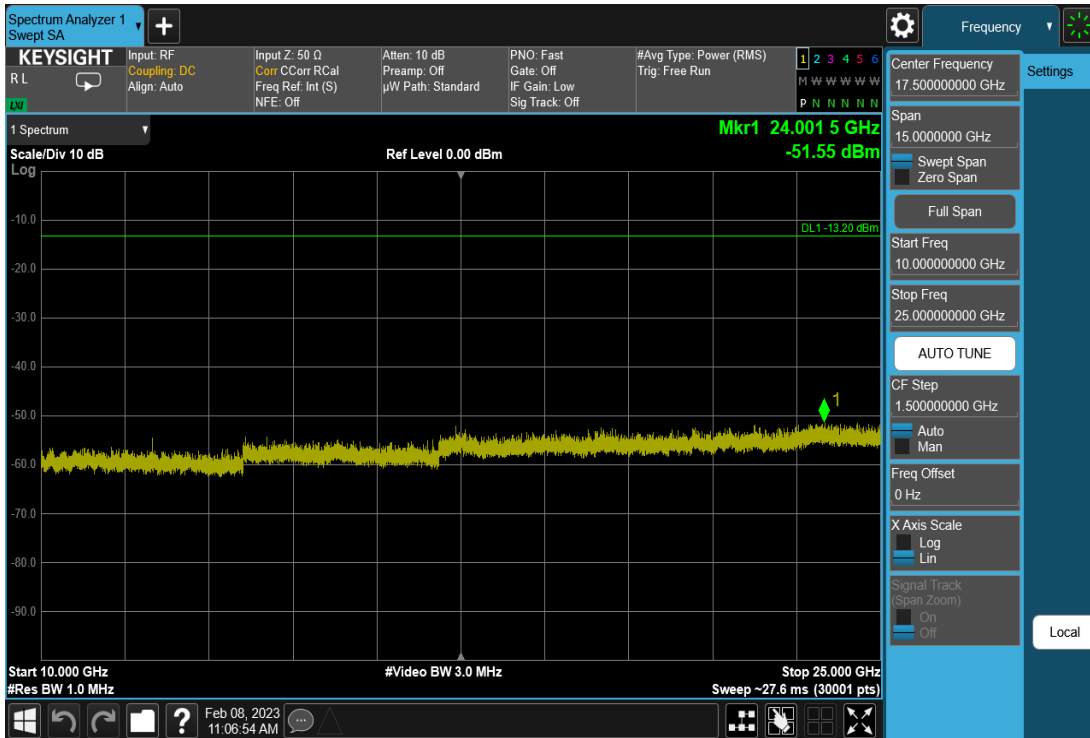 Spectrum Analyzer 1
Swept SA
Frequency
KEYSIGHT
R L
LXI
Input: RF
Coupling: DC
Align: Auto
Input Z: 50 Ω
Corr CCorr RCal
Freq Ref: Int (S)
NFE: Off
Atten: 10 dB
Preamp: Off
µW Path: Standard
PNO: Fast
Gate: Off
IF Gain: Low
Sig Track: Off
#Avg Type: Power (RMS)
Trig: Free Run
1 2 3 4 5 6
M W W W W W
P N N N N N
1 Spectrum
Scale/Div 10 dB
Log
Ref Level 0.00 dBm
Mkr1 24.001 5 GHz
-51.55 dBm
DL1 -13.20 dBm
-10.0
-20.0
-30.0
-40.0
-50.0
-60.0
-70.0
-80.0
-90.0
1
Start 10.000 GHz
#Res BW 1.0 MHz
#Video BW 3.0 MHz
Stop 25.000 GHz
Sweep ~27.6 ms (30001 pts)
Feb 08, 2023
11:06:54 AM
?
Center Frequency
17.500000000 GHz
Span
15.0000000 GHz
Swept Span
Zero Span
Full Span
Start Freq
10.000000000 GHz
Stop Freq
25.000000000 GHz
AUTO TUNE
CF Step
1.500000000 GHz
Auto
Man
Freq Offset
0 Hz
X Axis Scale
Log
Lin
Signal Track
(Span Zoom)
On
Off
Settings
Local